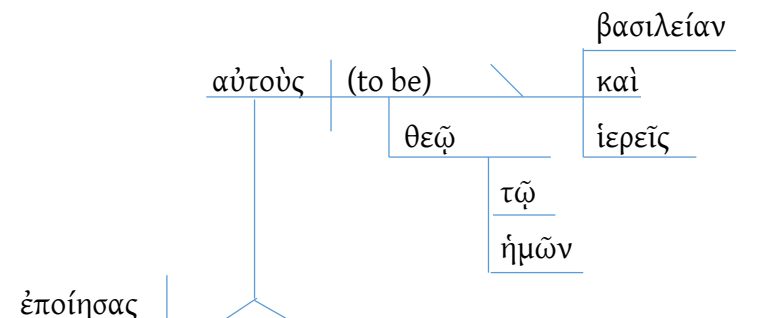 βασιλείαν
αὐτοὺς (to be) καὶ
θεῷ ἱερεῖς
τῷ
ἡμῶν
ἐποίησας